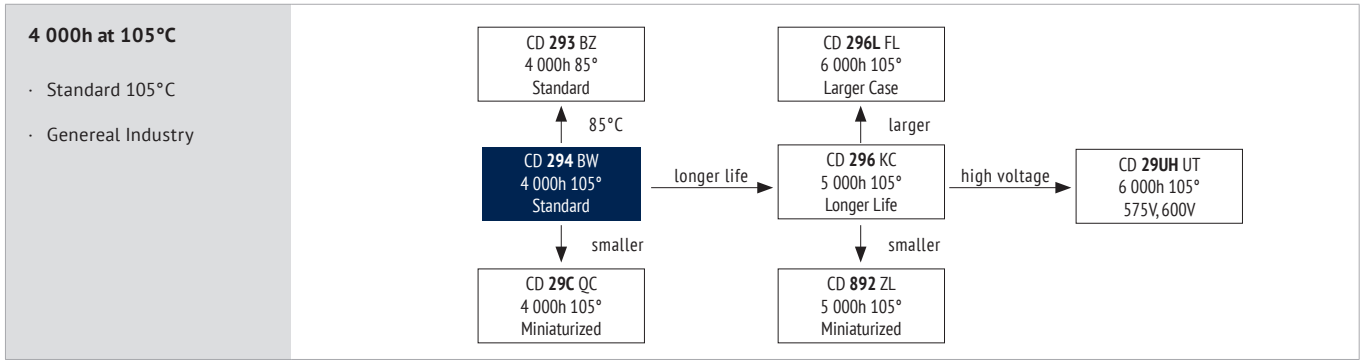 4 000h at 105°C
· Standard 105°C
· Genereal Industry
CD 293 BZ
4 000h 85°
Standard
CD 296L FL
6 000h 105°
Larger Case
85°C
larger
CD 294 BW
4 000h 105°
Standard
longer life
CD 296 KC
5 000h 105°
Longer Life
high voltage
CD 29UH UT
6 000h 105°
575V, 600V
smaller
smaller
CD 29C QC
4 000h 105°
Miniaturized
CD 892 ZL
5 000h 105°
Miniaturized